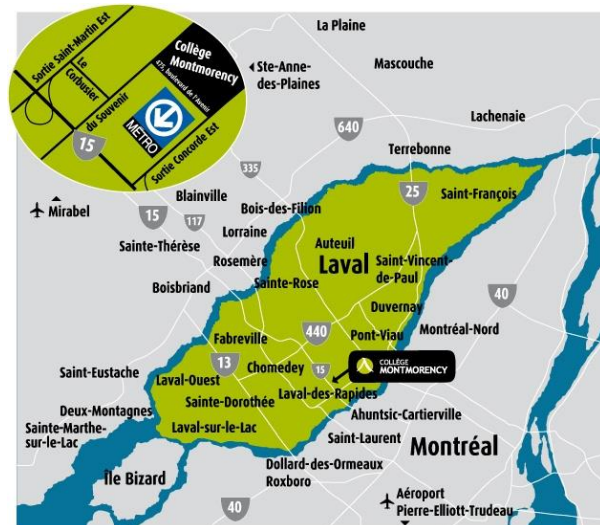 Sortie Saint-Martin Est
Le
Corbusier
Collège
Montmorency
475, boulevard de l'Avenir
du Souvenir
15
METRO
Sortie Concorde Est
La Plaine
Ste-Anne-
des-Plaines
Mascouche
Lachenaie
640
Terrebonne
335
25
Saint-François
Blainville
Mirabel
15
117
Bois-des-Filion
Lorraine
Sainte-Thérèse
Rosemère
Auteuil
Laval
Saint-Vincent-
de-Paul
Boisbriand
Sainte-Rose
40
Duvernay
440
Fabreville
Pont-Viau
Montréal-Nord
13
Chomedey
15
COLLÈGE
MONTMORENCY
Saint-Eustache
Laval-Ouest
Laval-des-Rapides
Sainte-Dorothée
Deux-Montagnes
Ahuntsic-Cartierville
Sainte-Marthe-
sur-le-Lac
Laval-sur-le-Lac
Saint-Laurent
Montréal
Dollard-des-Ormeaux
Roxboro
Île Bizard
40
Aéroport
Pierre-Elliott-Trudeau